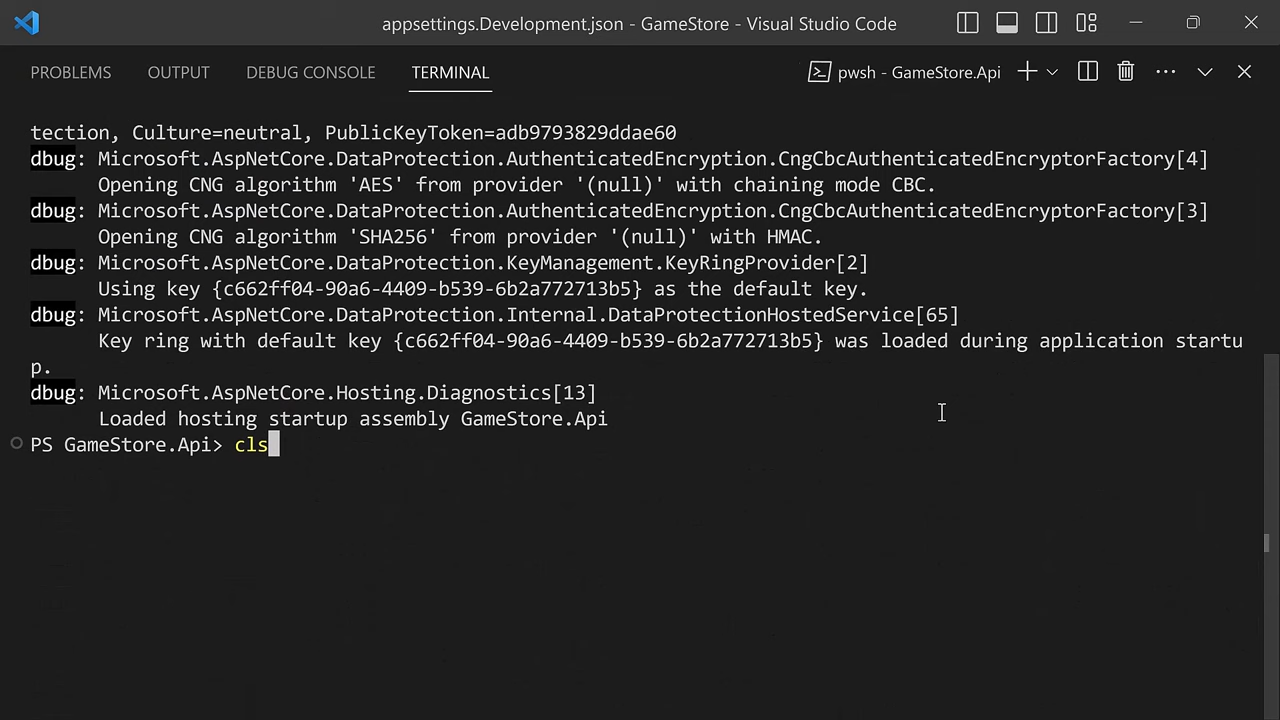 appsettings.Development.json - GameStore - Visual Studio Code
PROBLEMS OUTPUT DEBUG CONSOLE TERMINAL pwsh - GameStore.Api
tection, Culture=neutral, PublicKeyToken=adb9793829ddae60
dbug: Microsoft.AspNetCore.DataProtection.AuthenticatedEncryption.CngCbcAuthenticatedEncryptorFactory[4]
Opening CNG algorithm 'AES' from provider '(null)' with chaining mode CBC.
dbug: Microsoft.AspNetCore.DataProtection.AuthenticatedEncryption.CngCbcAuthenticatedEncryptorFactory[3]
Opening CNG algorithm 'SHA256' from provider '(null)' with HMAC.
dbug: Microsoft.AspNetCore.DataProtection.KeyManagement.KeyRingProvider[2]
Using key {c662ff04-90a6-4409-b539-6b2a772713b5} as the default key.
dbug: Microsoft.AspNetCore.DataProtection.Internal.DataProtectionHostedService[65]
Key ring with default key {c662ff04-90a6-4409-b539-6b2a772713b5} was loaded during application startu
p.
dbug: Microsoft.AspNetCore.Hosting.Diagnostics[13]
Loaded hosting startup assembly GameStore.Api
PS GameStore.Api> cls